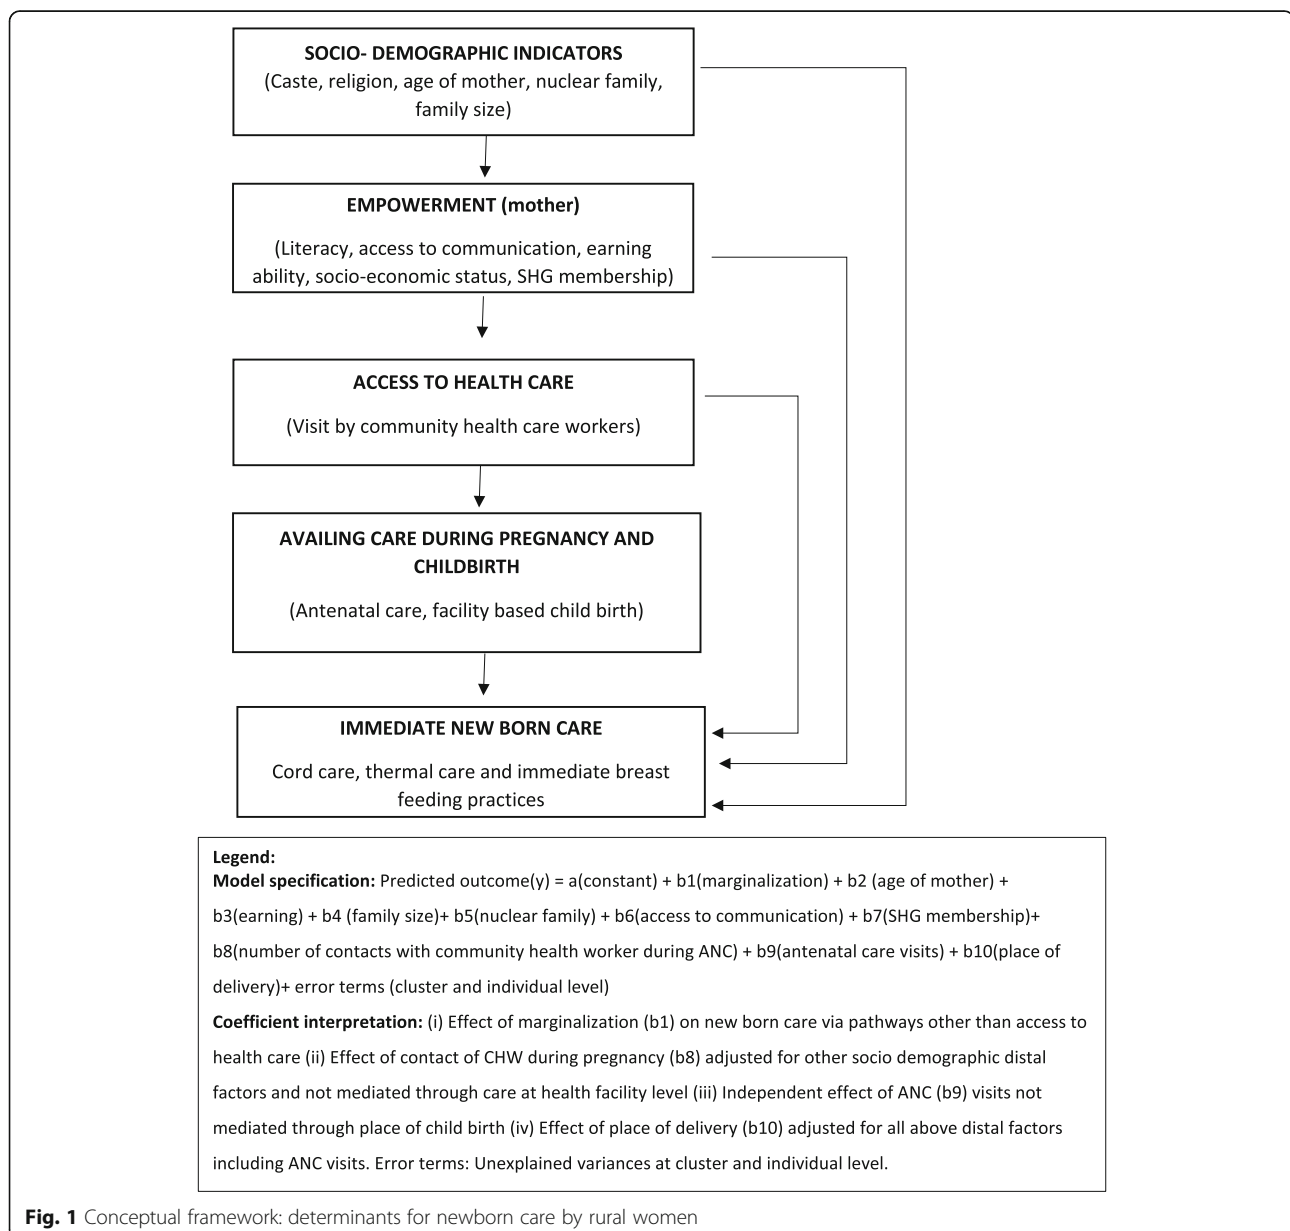 SOCIO- DEMOGRAPHIC INDICATORS
(Caste, religion, age of mother, nuclear family,
family size)
EMPOWERMENT (mother)
(Literacy, access to communication, earning
ability, socio-economic status, SHG membership)
ACCESS TO HEALTH CARE
(Visit by community health care workers)
AVAILING CARE DURING PREGNANCY AND
CHILDBIRTH
(Antenatal care, facility based child birth)
IMMEDIATE NEW BORN CARE
Cord care, thermal care and immediate breast
feeding practices
Legend:
Model specification: Predicted outcome(y) = a(constant) + b1(marginalization) + b2 (age of mother) +
b3(earning) + b4 (family size)+ b5(nuclear family) + b6(access to communication) + b7(SHG membership)+
b8(number of contacts with community health worker during ANC) + b9(antenatal care visits) + b10(place of
delivery)+ error terms (cluster and individual level)
Coefficient interpretation: (i) Effect of marginalization (b1) on new born care via pathways other than access to
health care (ii) Effect of contact of CHW during pregnancy (b8) adjusted for other socio demographic distal
factors and not mediated through care at health facility level (iii) Independent effect of ANC (b9) visits not
mediated through place of child birth (iv) Effect of place of delivery (b10) adjusted for all above distal factors
including ANC visits. Error terms: Unexplained variances at cluster and individual level.
Fig. 1 Conceptual framework: determinants for newborn care by rural women